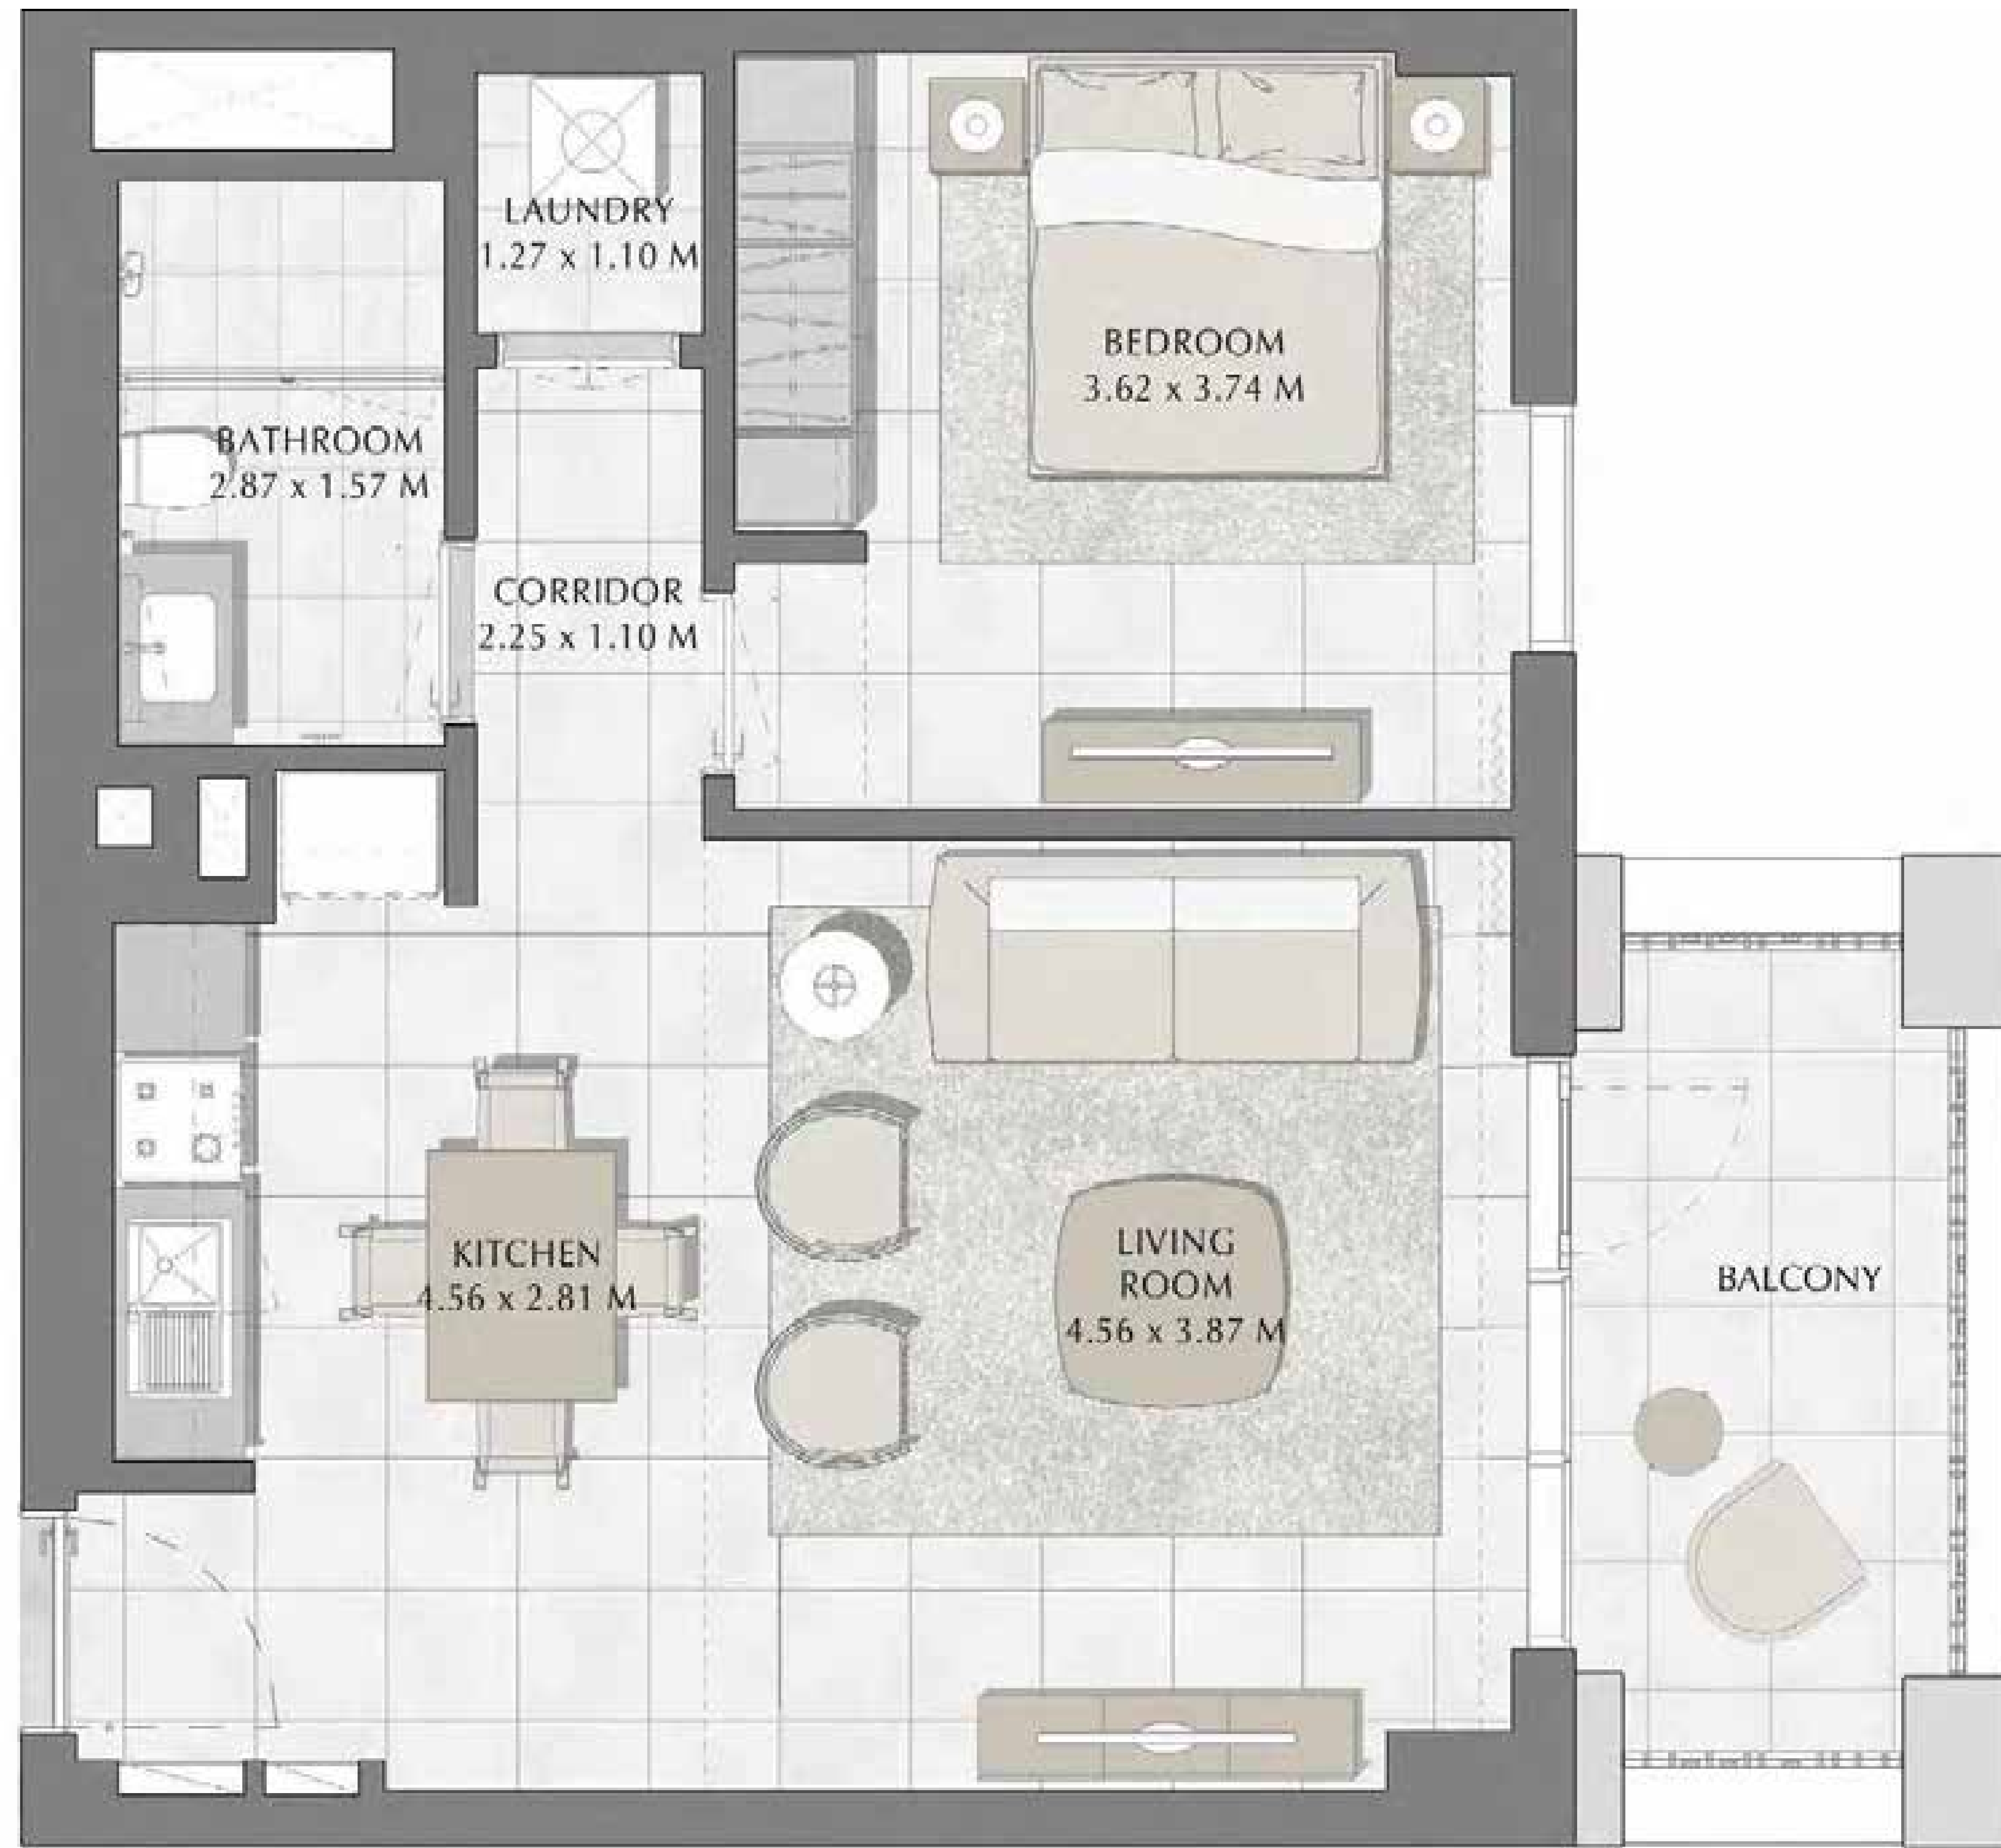 LAUNDRY
1.27 x 1.10 M
BEDROOM
3.62 x 3.74 M
BATHROOM
2.87 x 1.57 M
CORRIDOR
2.25 x 1.10 M
KITCHEN
4.56 x 2.81 M
LIVING
ROOM
4.56 x 3.87 M
BALCONY